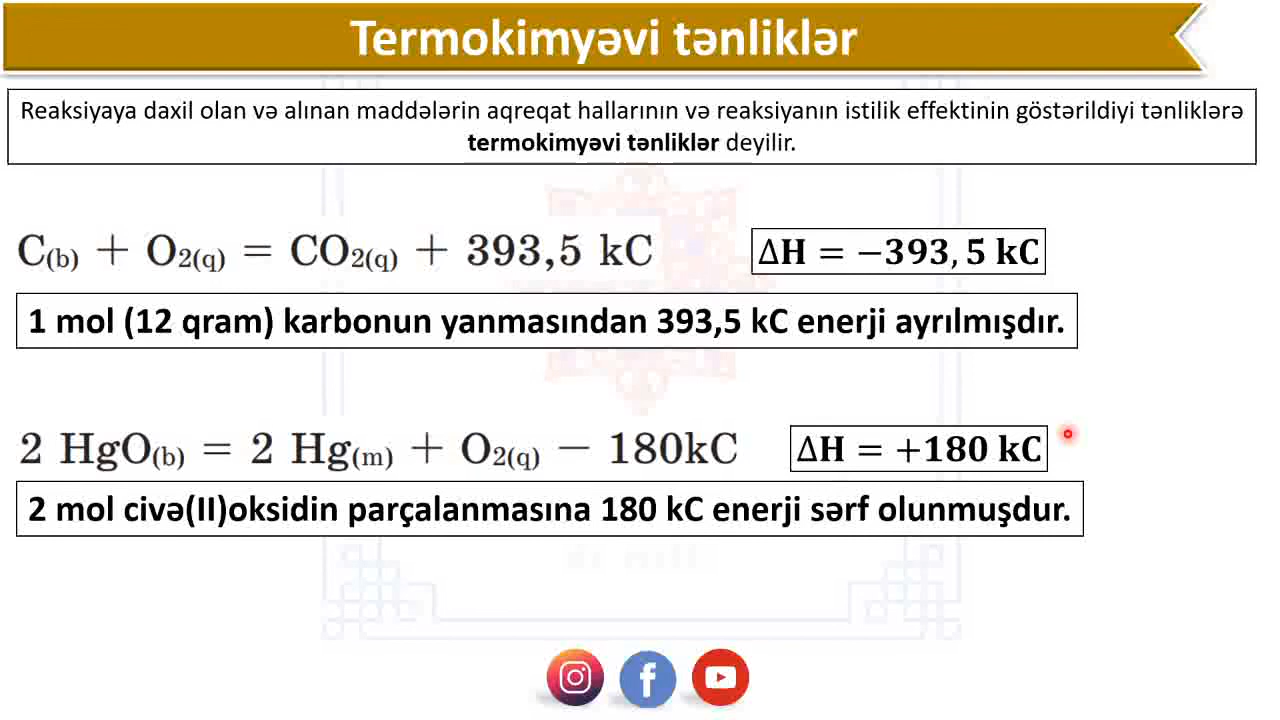 Termokimyəvi tənliklər
Reaksiyaya daxil olan və alınan maddələrin aqreqat hallarının və reaksiyanın istilik effektinin göstərildiyi tənliklərə
termokimyəvi tənliklər deyilir.
C(b) + O2(q) = CO2(q) + 393,5 kC
ΔH = −393, 5 kC
1 mol (12 qram) karbonun yanmasından 393,5 kC enerji ayrılmışdır.
2 HgO(b) = 2 Hg(m) + O2(q) − 180kC
ΔH = +180 kC
2 mol civə(II)oksidin parçalanmasına 180 kC enerji sərf olunmuşdur.